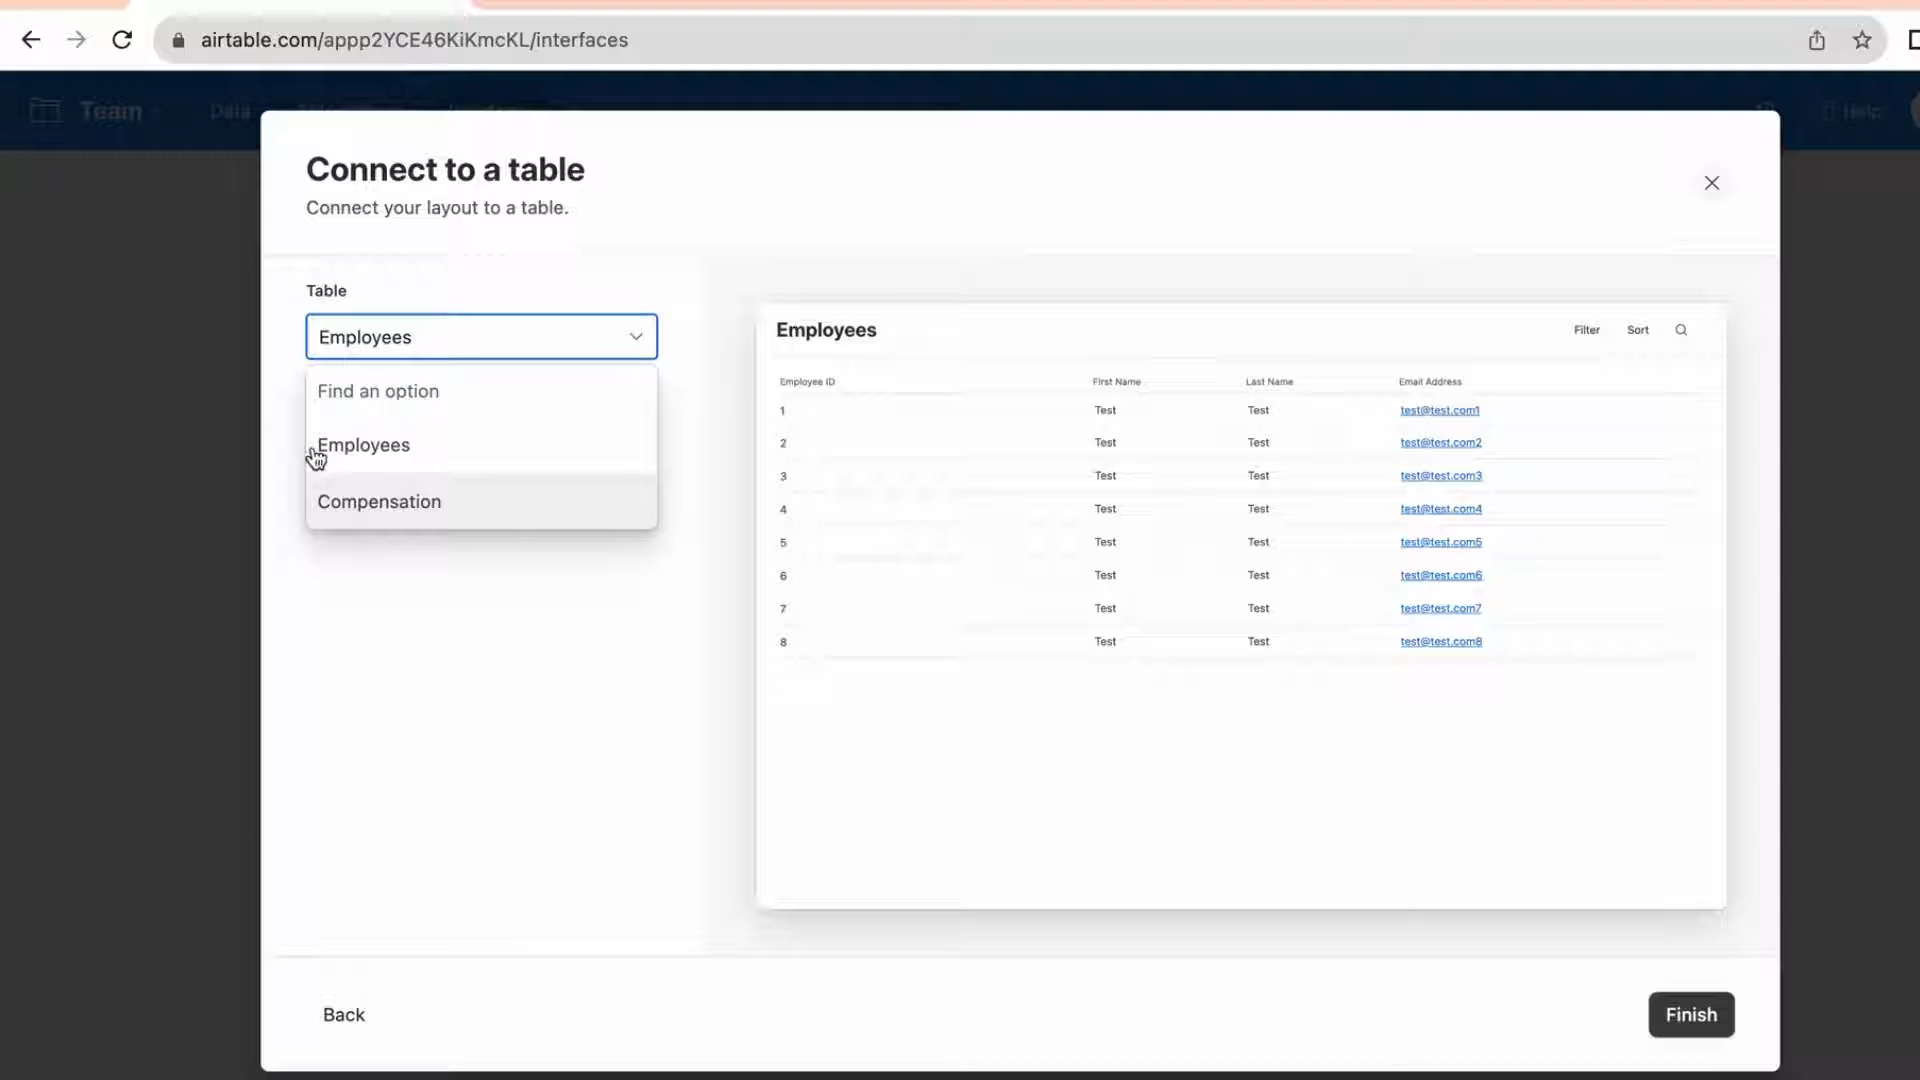 airtable.com/appp2YCE46KiKmcKL/interfaces
Team Data Help
Connect to a table
Connect your layout to a table.
Table
Employees
Find an option
Employees
Compensation
Employees Filter Sort
Employee ID First Name Last Name Email Address
1 Test Test test@test.com1
2 Test Test test@test.com2
3 Test Test test@test.com3
4 Test Test test@test.com4
5 Test Test test@test.com5
6 Test Test test@test.com6
7 Test Test test@test.com7
8 Test Test test@test.com8
Back Finish